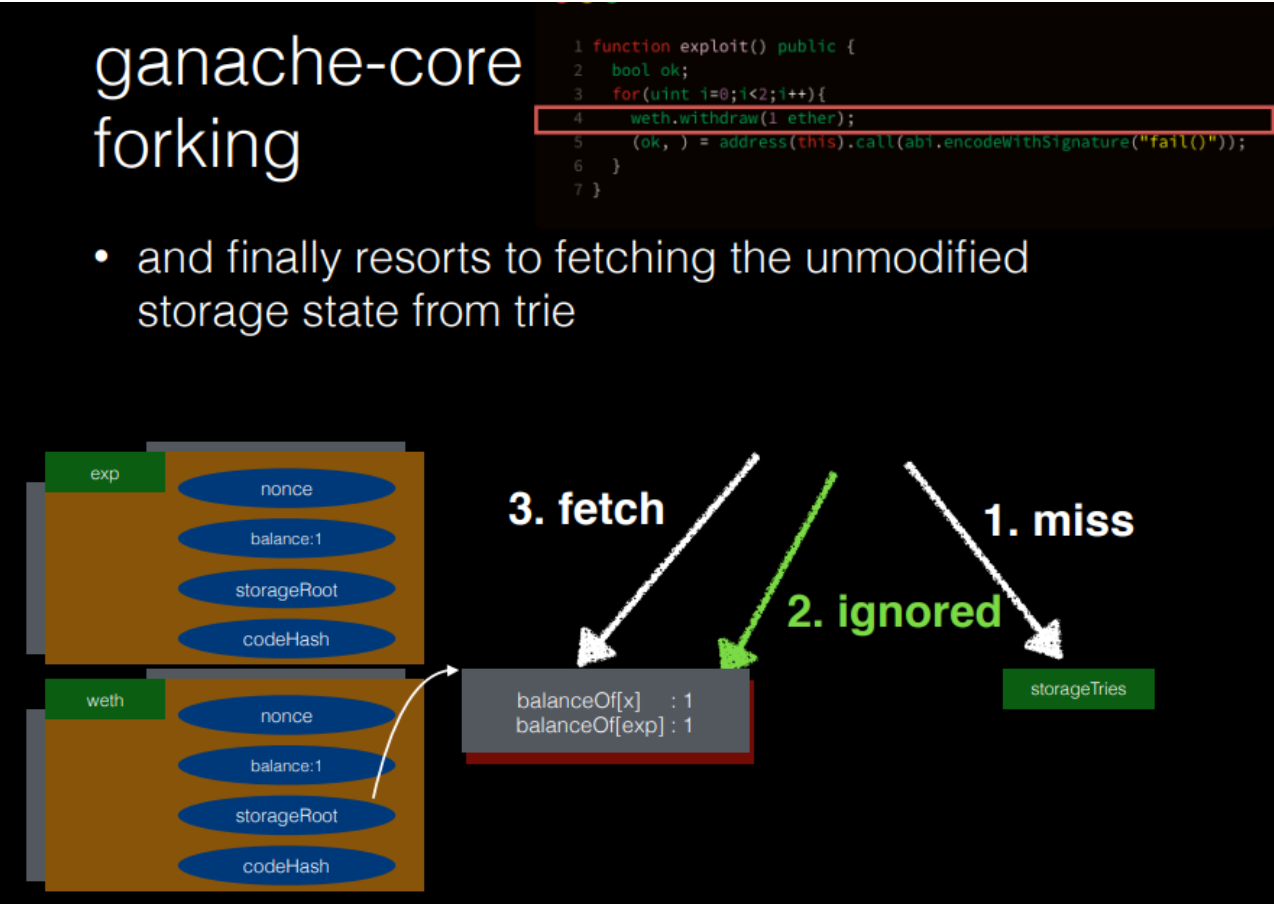 ganache-core
forking
1 function exploit() public {
2 bool ok;
3 for(uint i=0;i<2;i++){
4 weth.withdraw(1 ether);
5 (ok, ) = address(this).call(abi.encodeWithSignature("fail()"));
6 }
7 }
• and finally resorts to fetching the unmodified
storage state from trie
exp
nonce
balance:1
storageRoot
codeHash
weth
nonce
balance:1
storageRoot
codeHash
3. fetch
2. ignored
1. miss
balanceOf[x] : 1
balanceOf[exp] : 1
storageTries